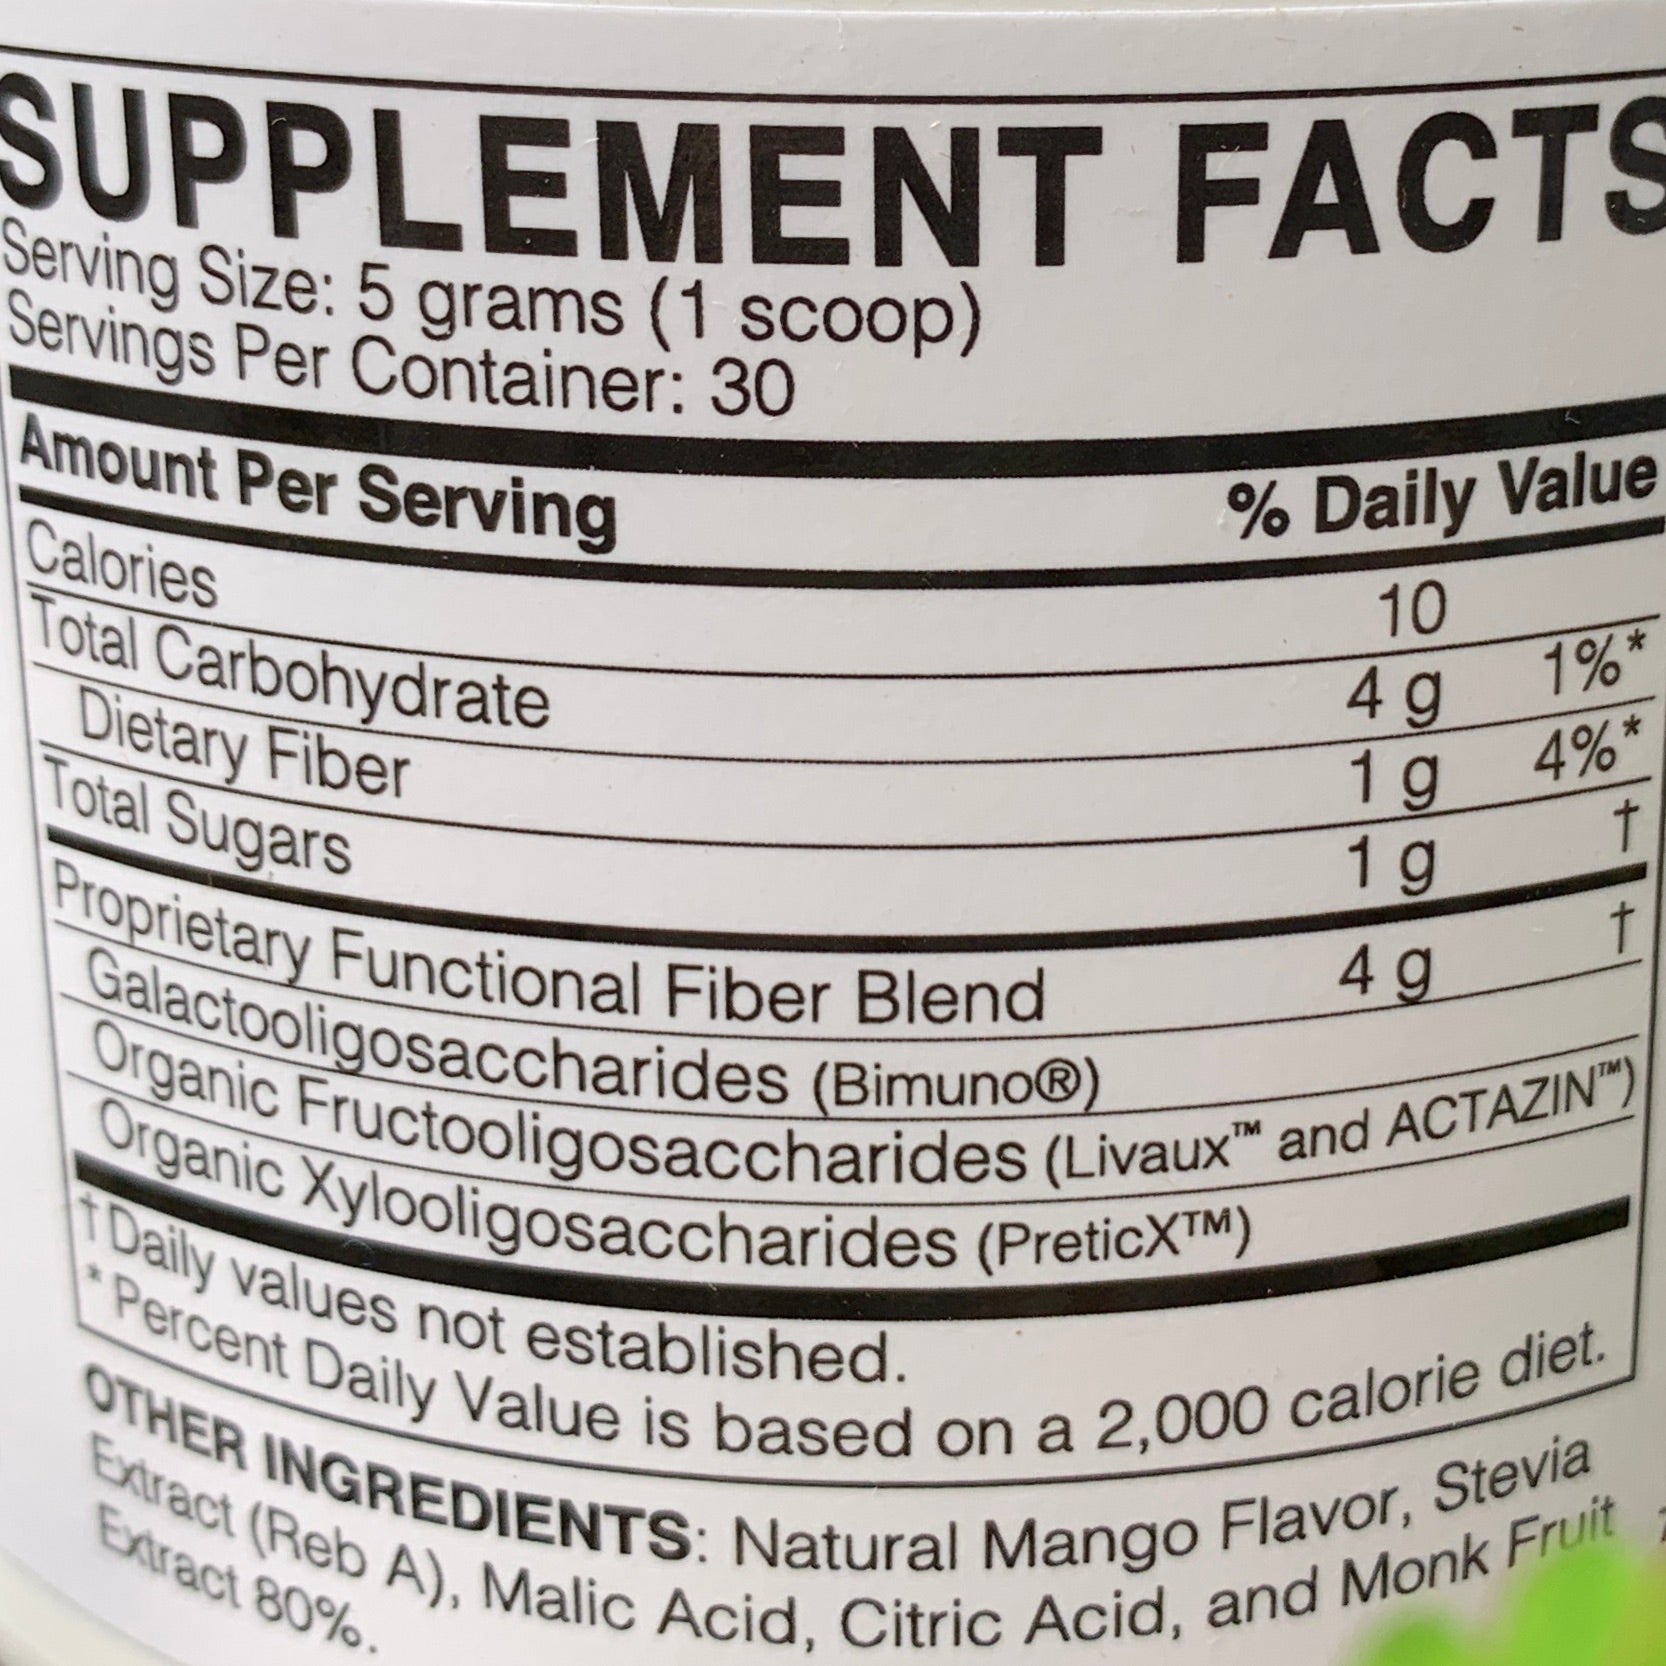 SUPPLEMENT FACTS
Serving Size: 5 grams (1 scoop)
Servings Per Container: 30
Amount Per Serving % Daily Value
Calories 10
Total Carbohydrate 4 g 1%*
Dietary Fiber 1 g 4%*
Total Sugars 1 g †
Proprietary Functional Fiber Blend 4 g †
Galactooligosaccharides (Bimuno®)
Organic Fructooligosaccharides (Livaux™ and ACTAZIN™)
Organic Xylooligosaccharides (PreticX™)
†Daily values not established.
* Percent Daily Value is based on a 2,000 calorie diet.
OTHER INGREDIENTS: Natural Mango Flavor, Stevia
Extract (Reb A), Malic Acid, Citric Acid, and Monk Fruit
Extract 80%.